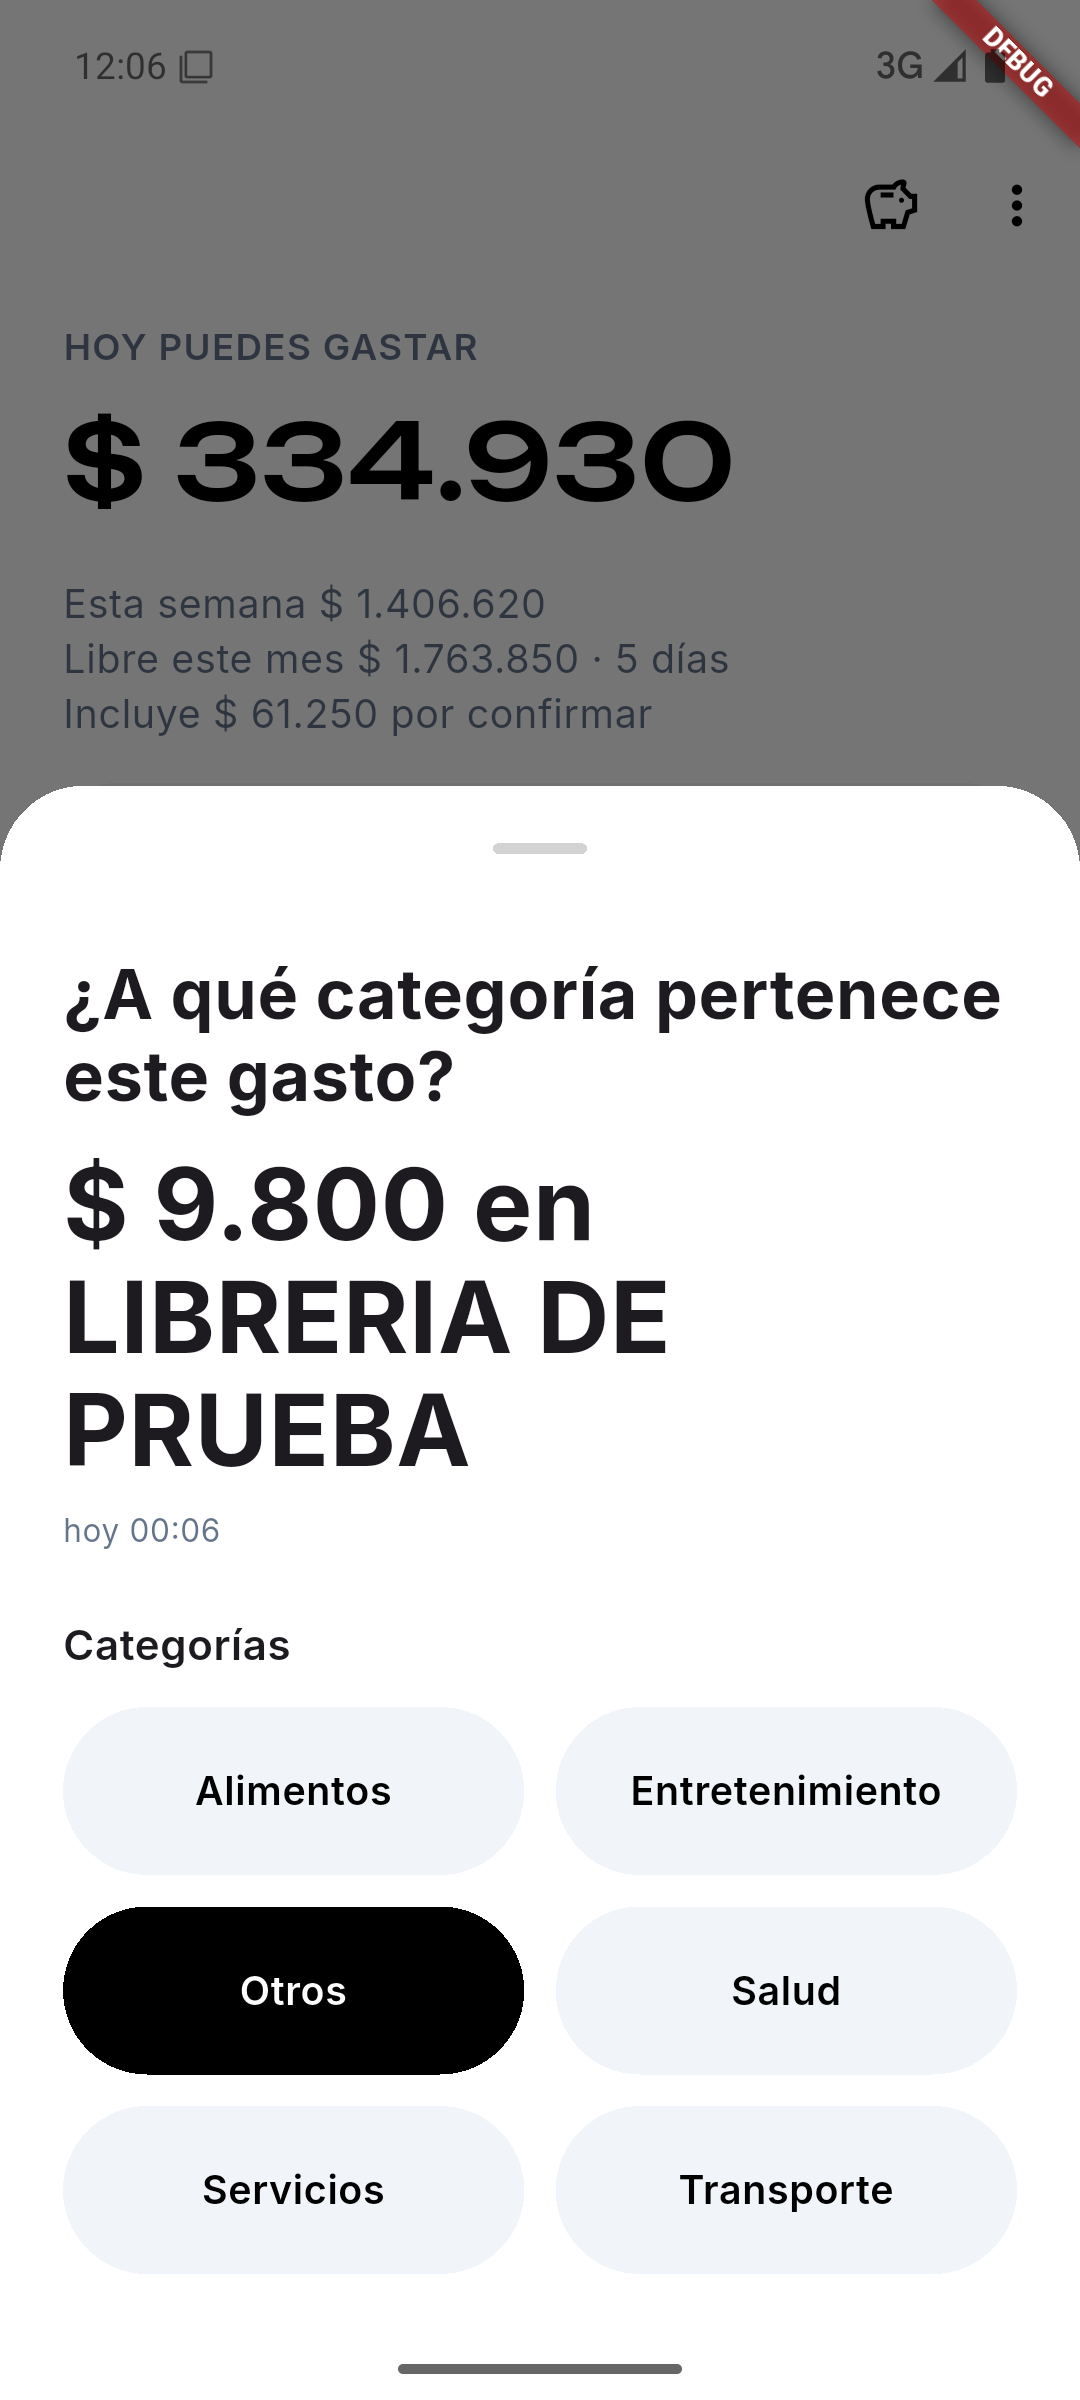 12:06
3G
DEBUG
HOY PUEDES GASTAR
$ 334.930
Esta semana $ 1.406.620
Libre este mes $ 1.763.850 · 5 días
Incluye $ 61.250 por confirmar
¿A qué categoría pertenece
este gasto?
$ 9.800 en
LIBRERIA DE
PRUEBA
hoy 00:06
Categorías
Alimentos
Entretenimiento
Otros
Salud
Servicios
Transporte